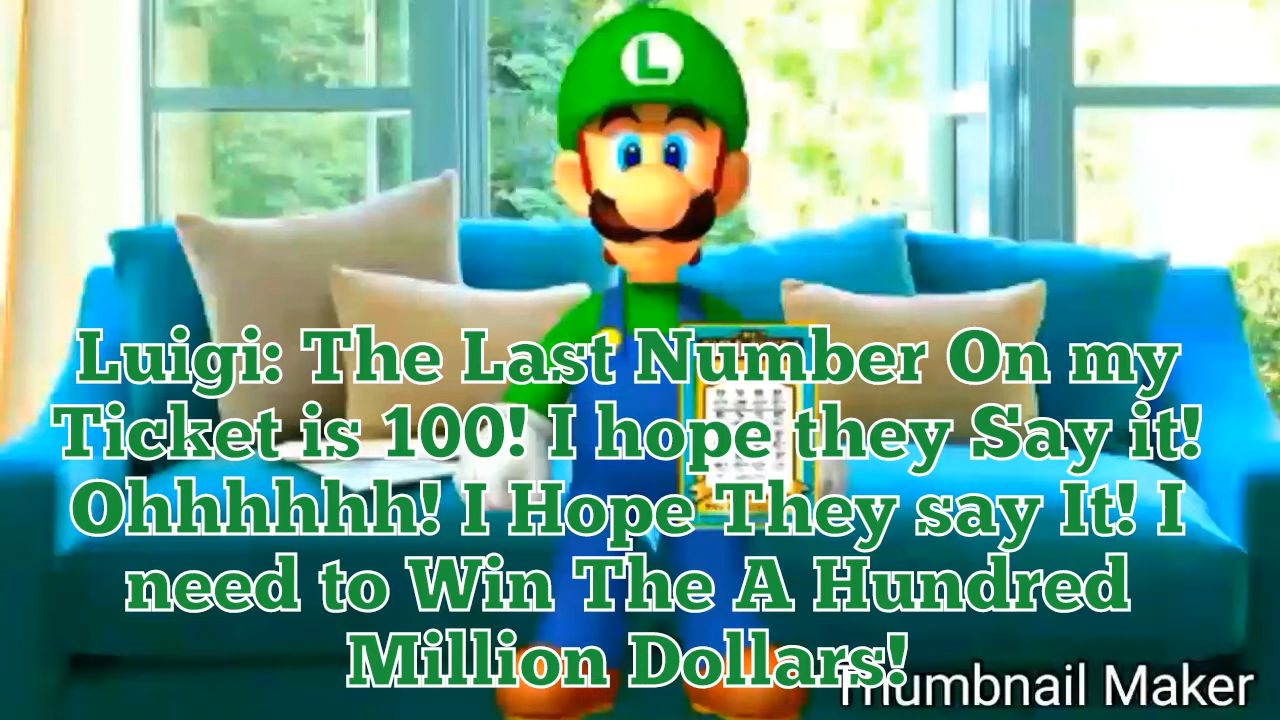 L
Luigi: The Last Number On my
Ticket is 100! I hope they Say it!
Ohhhhhh! I Hope They say It! I
need to Win The A Hundred
Million Dollars!
Thumbnail Maker